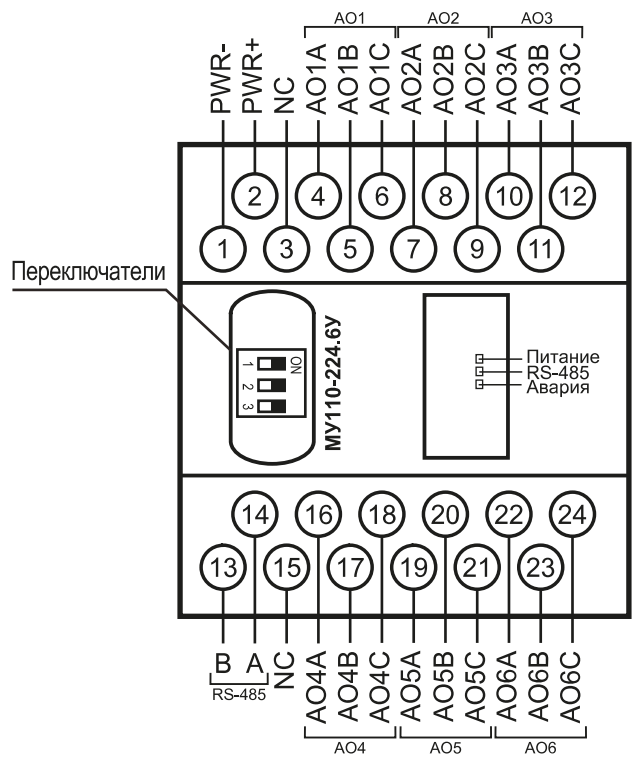 AO1 AO2 AO3
PWR- PWR+ NC AO1A AO1B AO1C AO2A AO2B AO2C AO3A AO3B AO3C
2 4 6 8 10 12
1 3 5 7 9 11
Переключатели
1 ON
2
3
МУ110-224.6У
Питание
RS-485
Авария
14 16 18 20 22 24
13 15 17 19 21 23
B A NC AO4A AO4B AO4C AO5A AO5B AO5C AO6A AO6B AO6C
RS-485
AO4 AO5 AO6